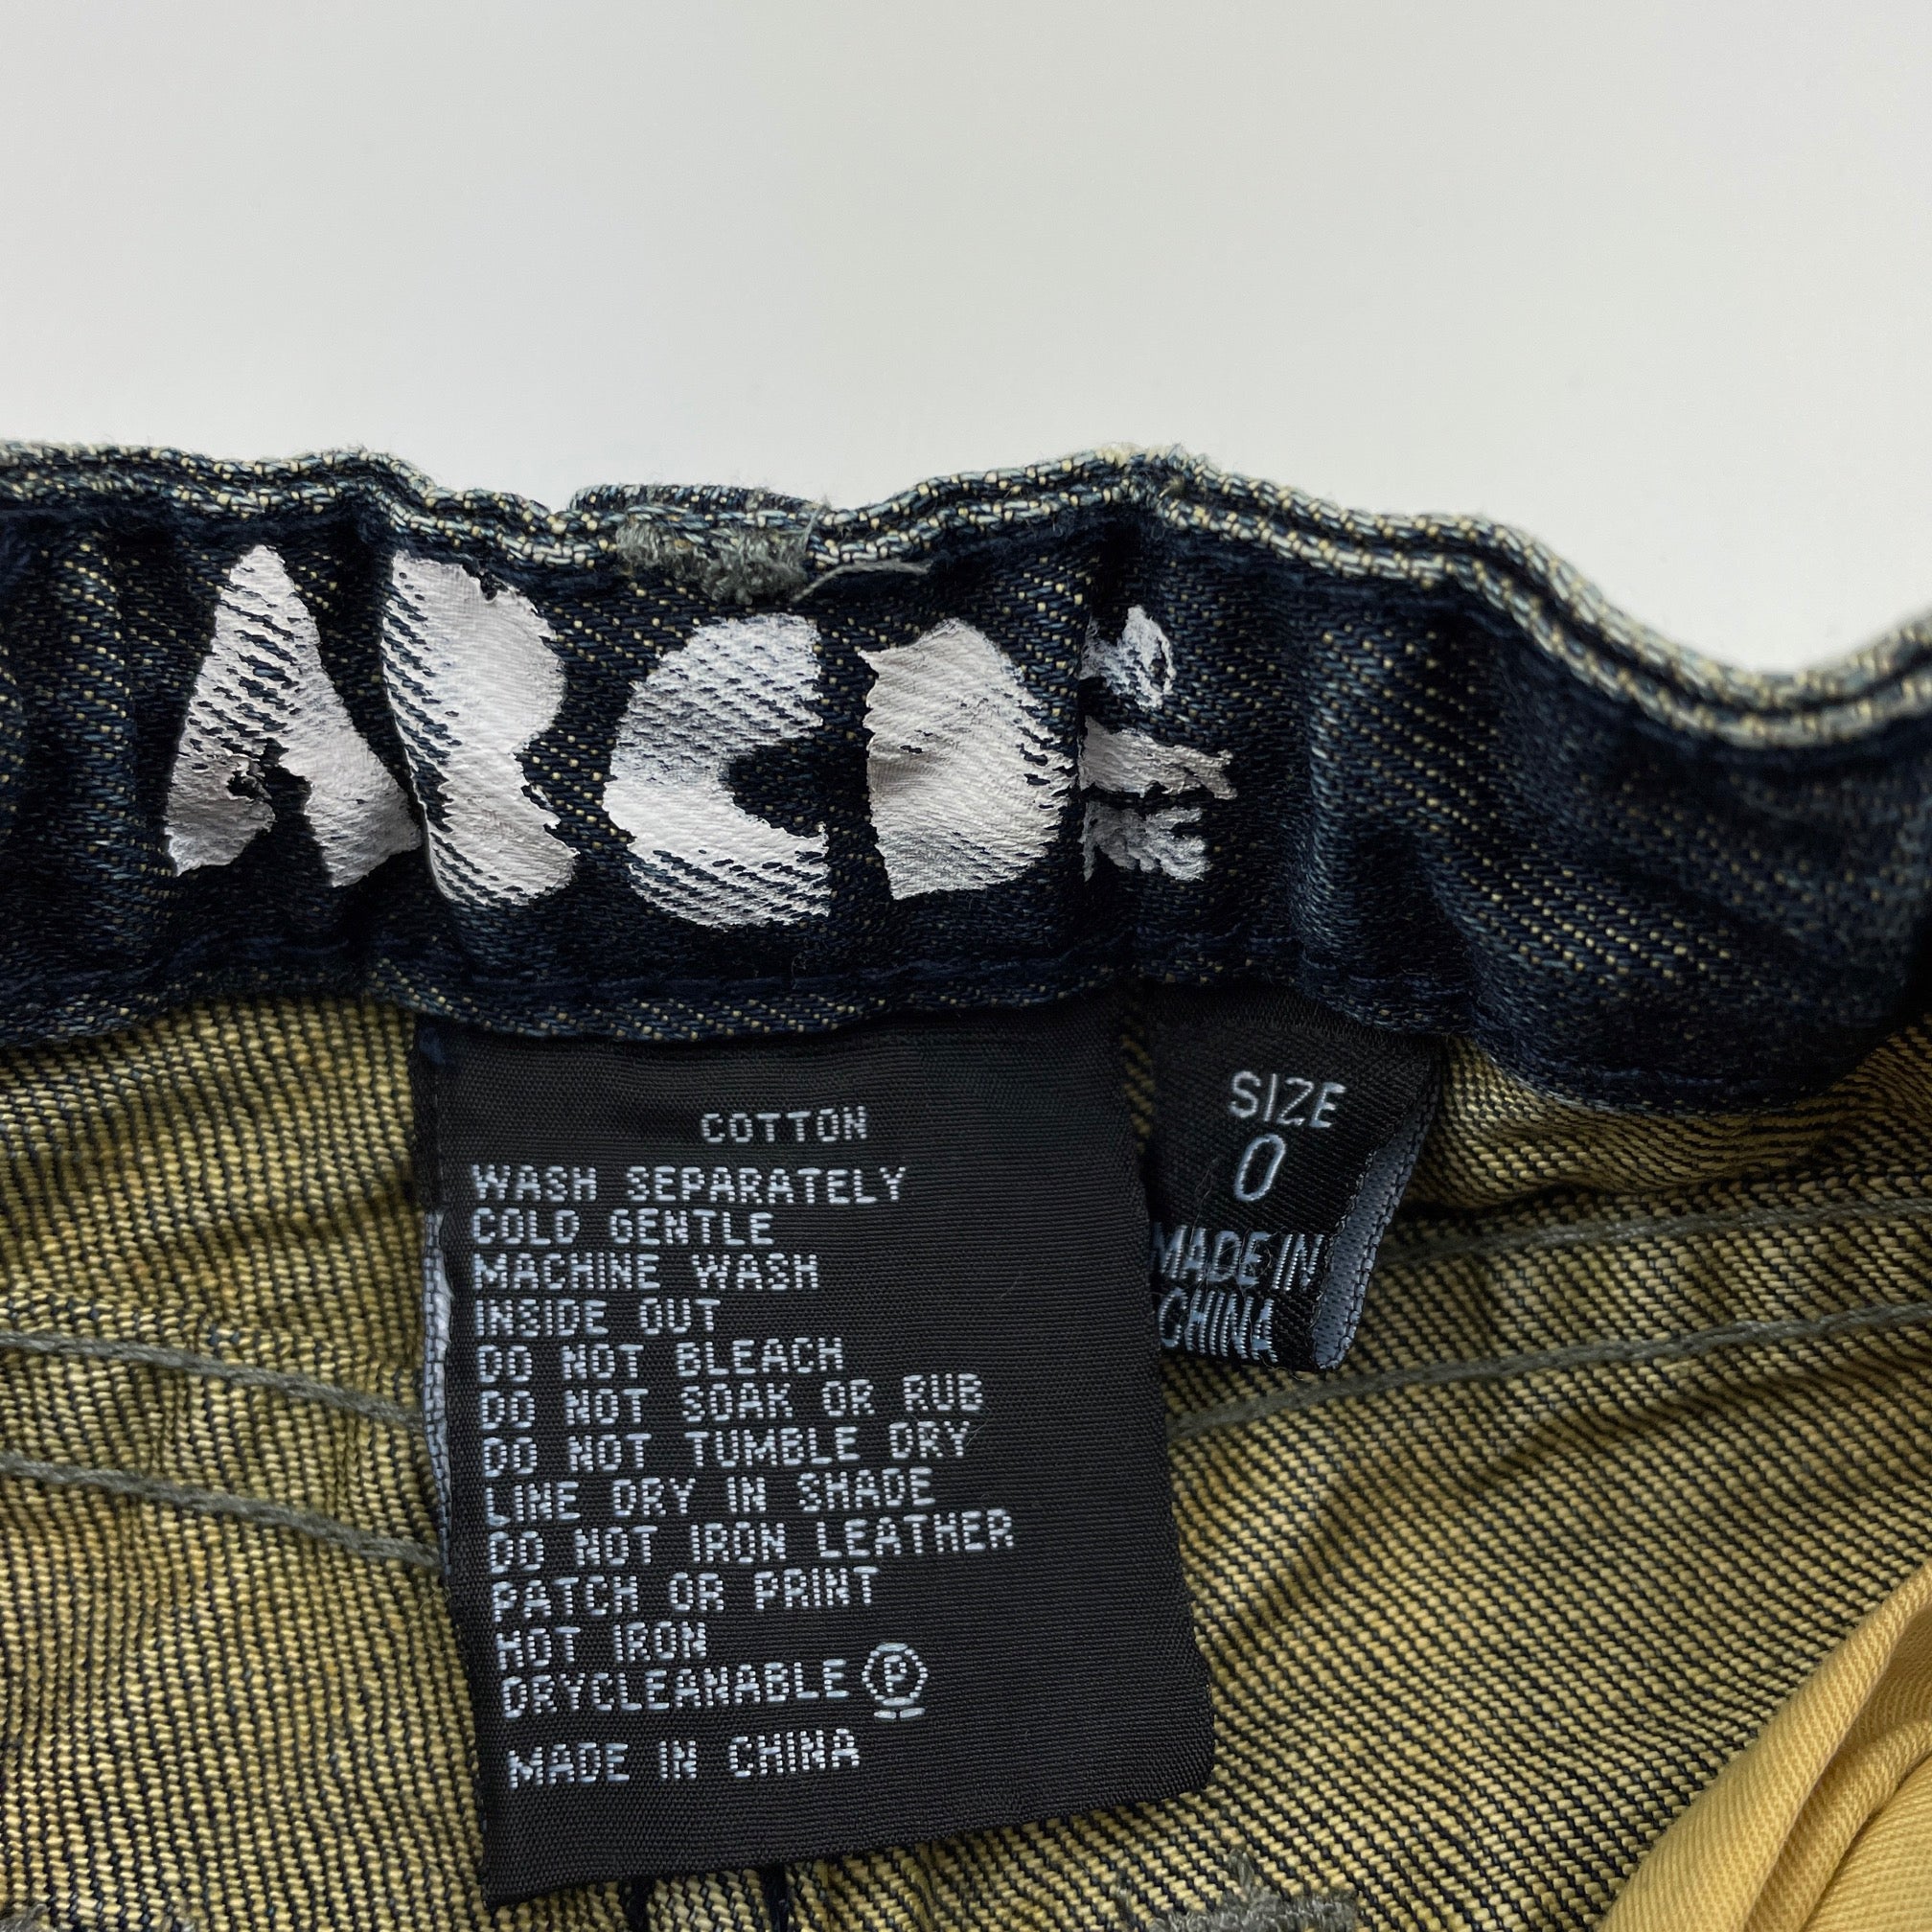 ARCDE
COTTON
WASH SEPARATELY
COLD GENTLE
MACHINE WASH
INSIDE OUT
DO NOT BLEACH
DO NOT SOAK OR RUB
DO NOT TUMBLE DRY
LINE DRY IN SHADE
DO NOT IRON LEATHER
PATCH OR PRINT
HOT IRON
DRYCLEANABLE P
MADE IN CHINA
SIZE
0
MADE IN
CHINA